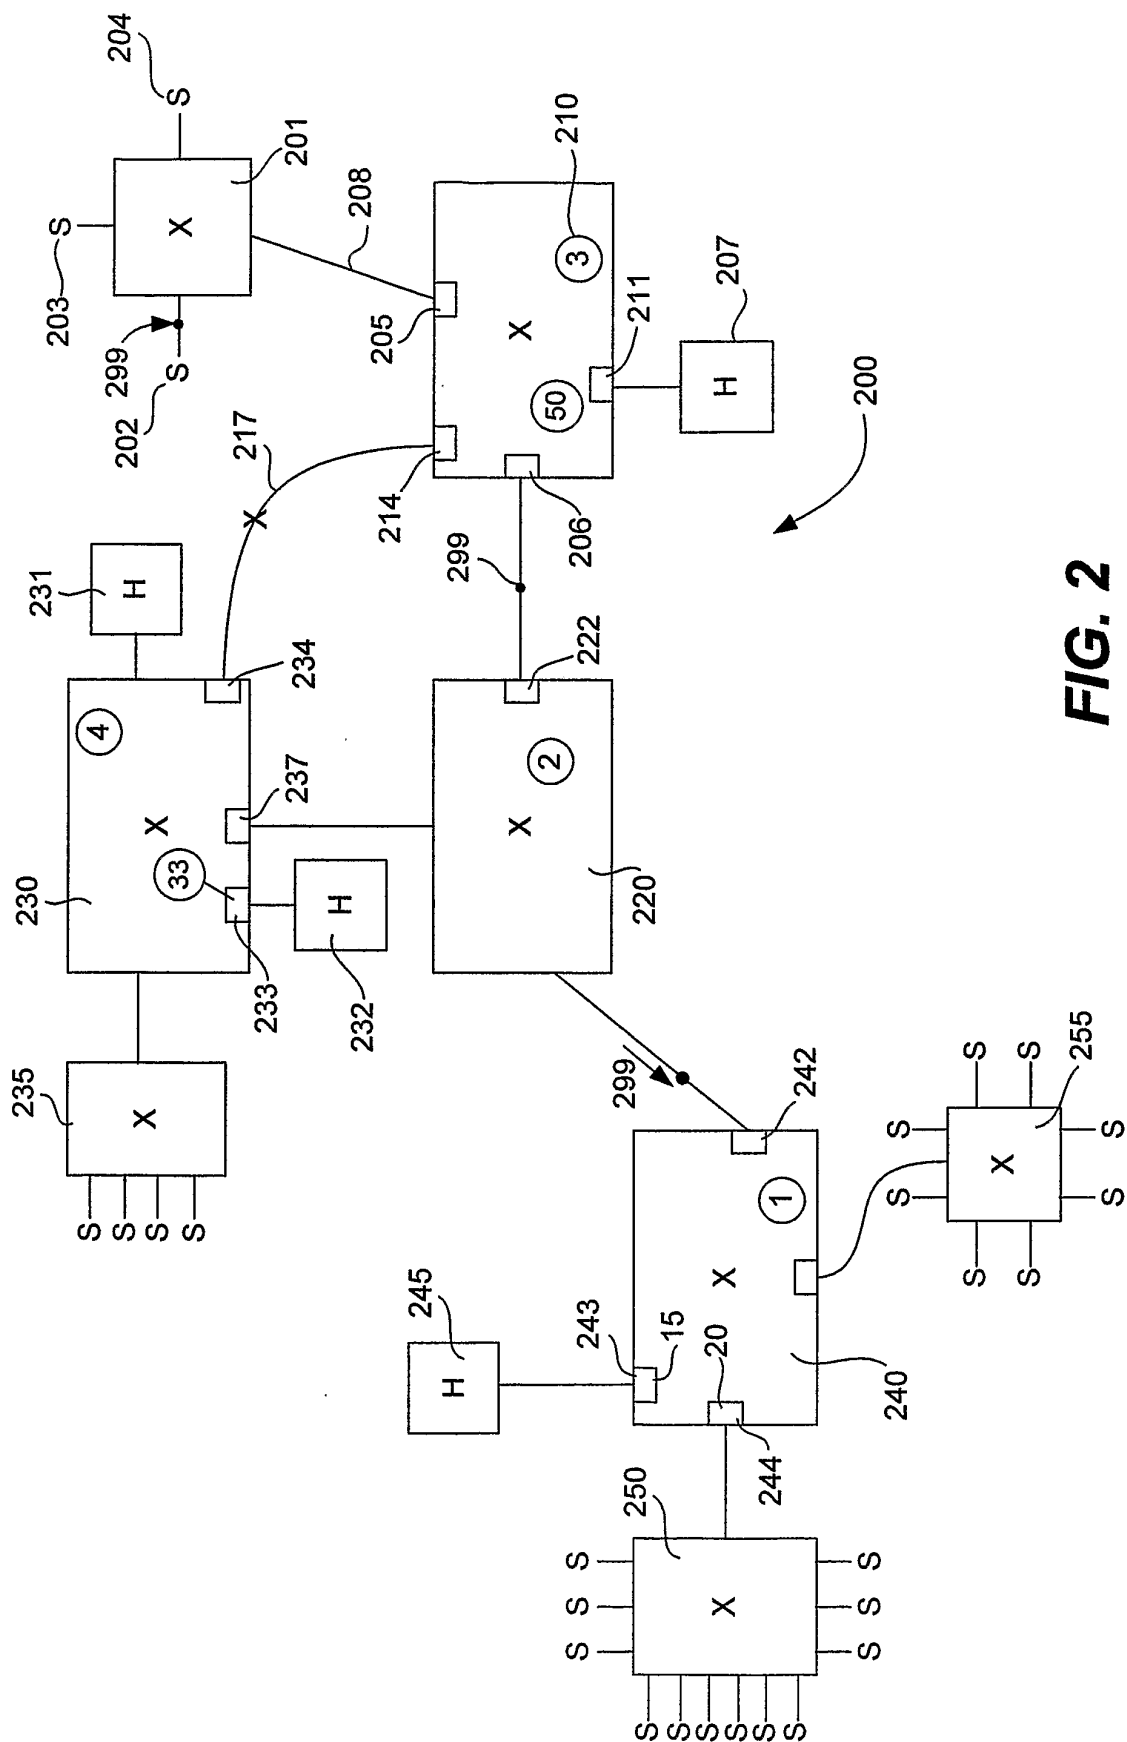 235
230
231
203
S
S
4
S
299
204
202
H
X
X
S
S
S
33
X
S
217
X
233
201
237
234
H
208
232
205
214
245
H
299
X
X
2
50
210
3
206
222
S S S
243
299
250
S
220
211
15
S
S
20
X
X
H
207
S
S
244
1
S
242
200
S S S
240
S S
S S
X
S S
255
S S
FIG. 2